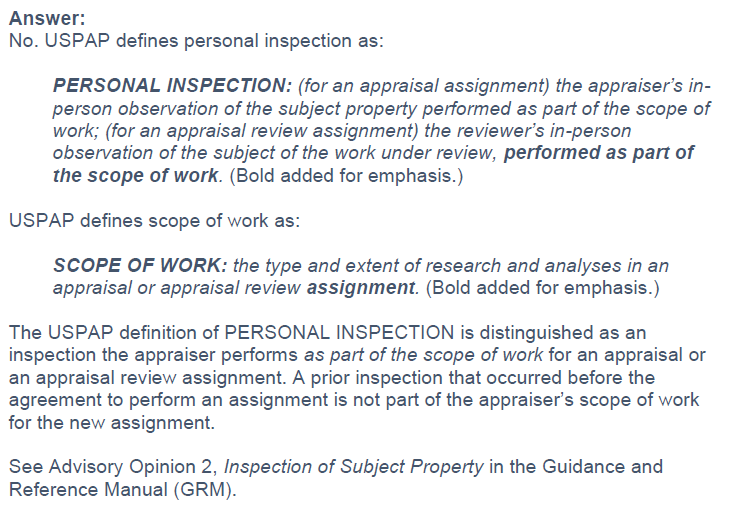 Answer:
No. USPAP defines personal inspection as:
PERSONAL INSPECTION: (for an appraisal assignment) the appraiser’s in-
person observation of the subject property performed as part of the scope of
work; (for an appraisal review assignment) the reviewer’s in-person
observation of the subject of the work under review, performed as part of
the scope of work. (Bold added for emphasis.)
USPAP defines scope of work as:
SCOPE OF WORK: the type and extent of research and analyses in an
appraisal or appraisal review assignment. (Bold added for emphasis.)
The USPAP definition of PERSONAL INSPECTION is distinguished as an
inspection the appraiser performs as part of the scope of work for an appraisal or
an appraisal review assignment. A prior inspection that occurred before the
agreement to perform an assignment is not part of the appraiser’s scope of work
for the new assignment.
See Advisory Opinion 2, Inspection of Subject Property in the Guidance and
Reference Manual (GRM).